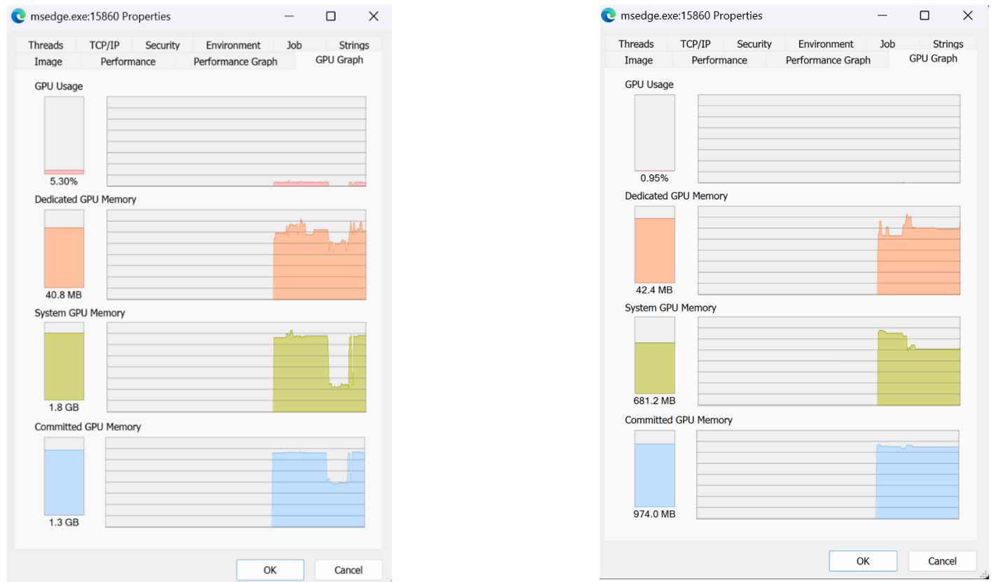 msedge.exe:15860 Properties
Threads TCP/IP Security Environment Job Strings
Image Performance Performance Graph GPU Graph
GPU Usage
5.30%
Dedicated GPU Memory
40.8 MB
System GPU Memory
1.8 GB
Committed GPU Memory
1.3 GB
OK Cancel
msedge.exe:15860 Properties
Threads TCP/IP Security Environment Job Strings
Image Performance Performance Graph GPU Graph
GPU Usage
0.95%
Dedicated GPU Memory
42.4 MB
System GPU Memory
681.2 MB
Committed GPU Memory
974.0 MB
OK Cancel